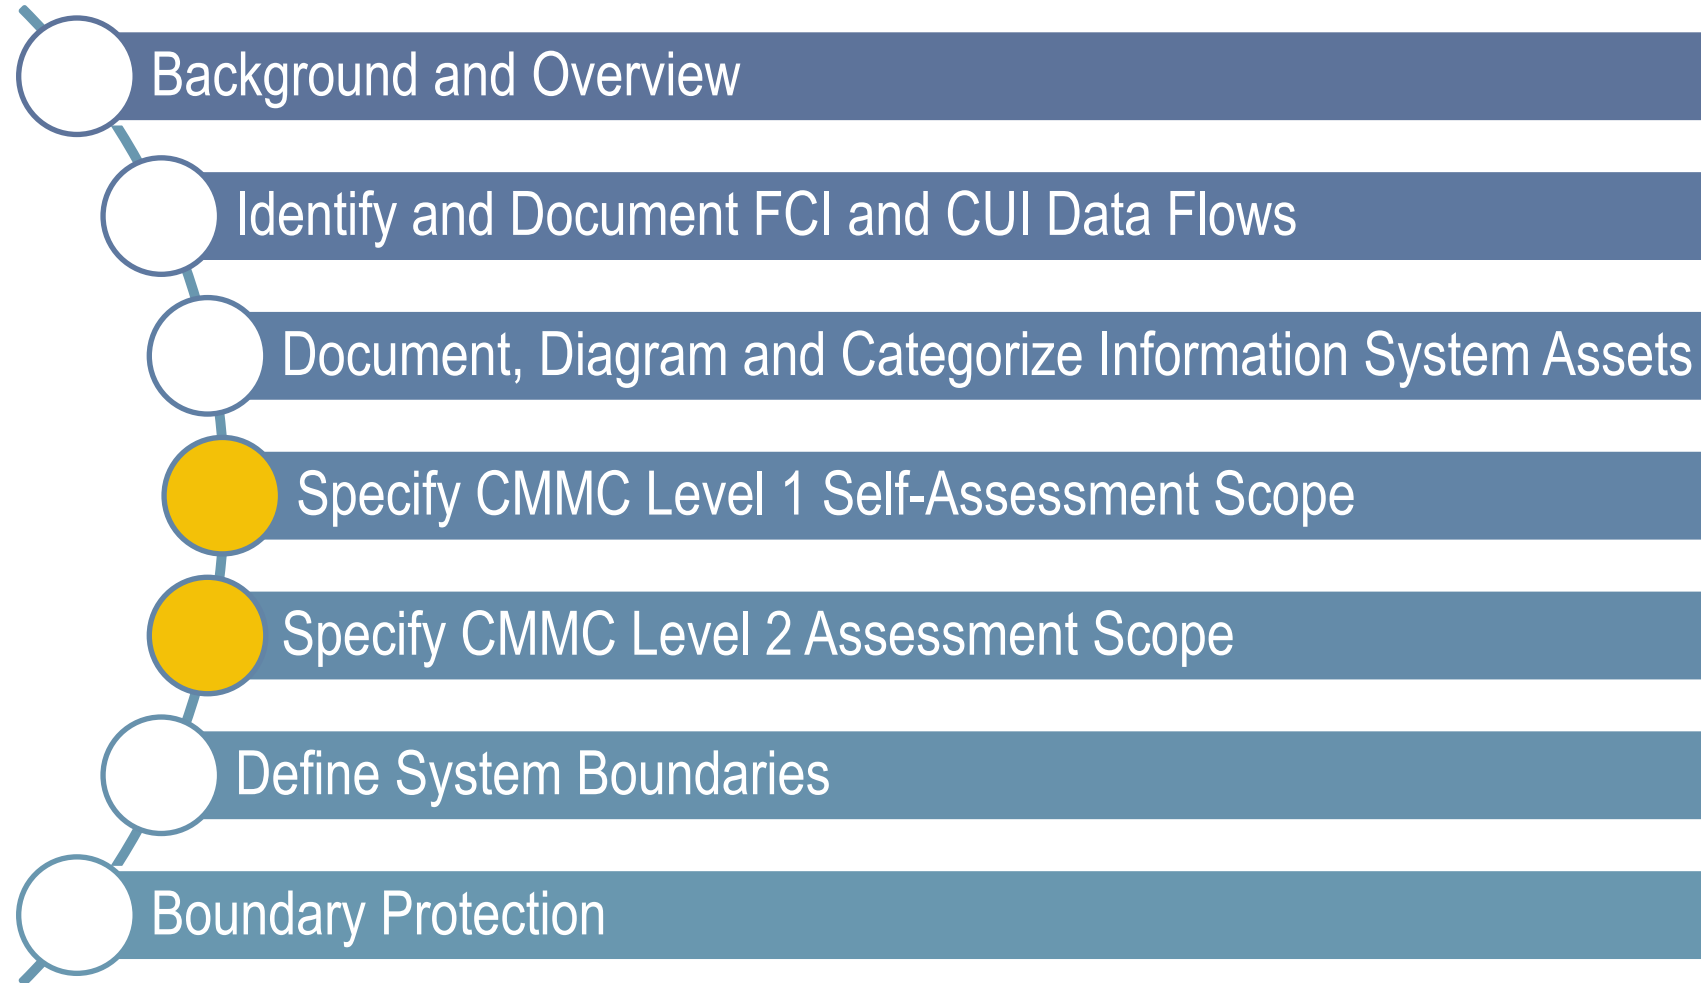 Background and Overview
Identify and Document FCI and CUI Data Flows
Document, Diagram and Categorize Information System Assets
Specify CMMC Level 1 Self-Assessment Scope
Specify CMMC Level 2 Assessment Scope
Define System Boundaries
Boundary Protection